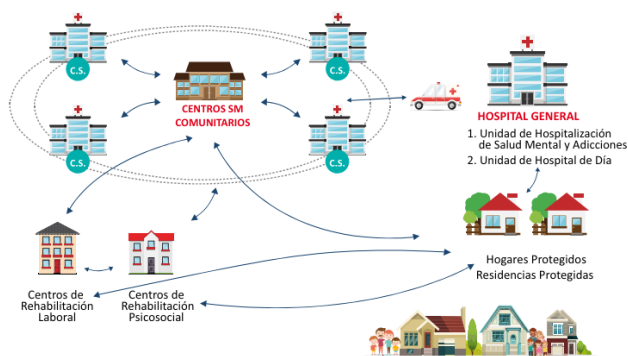 C.S.
C.S.
CENTROS SM
COMUNITARIOS
C.S.
C.S.
HOSPITAL GENERAL
1. Unidad de Hospitalización
de Salud Mental y Adicciones
2. Unidad de Hospital de Día
Hogares Protegidos
Residencias Protegidas
Centros de
Rehabilitación
Laboral
Centros de
Rehabilitación
Psicosocial